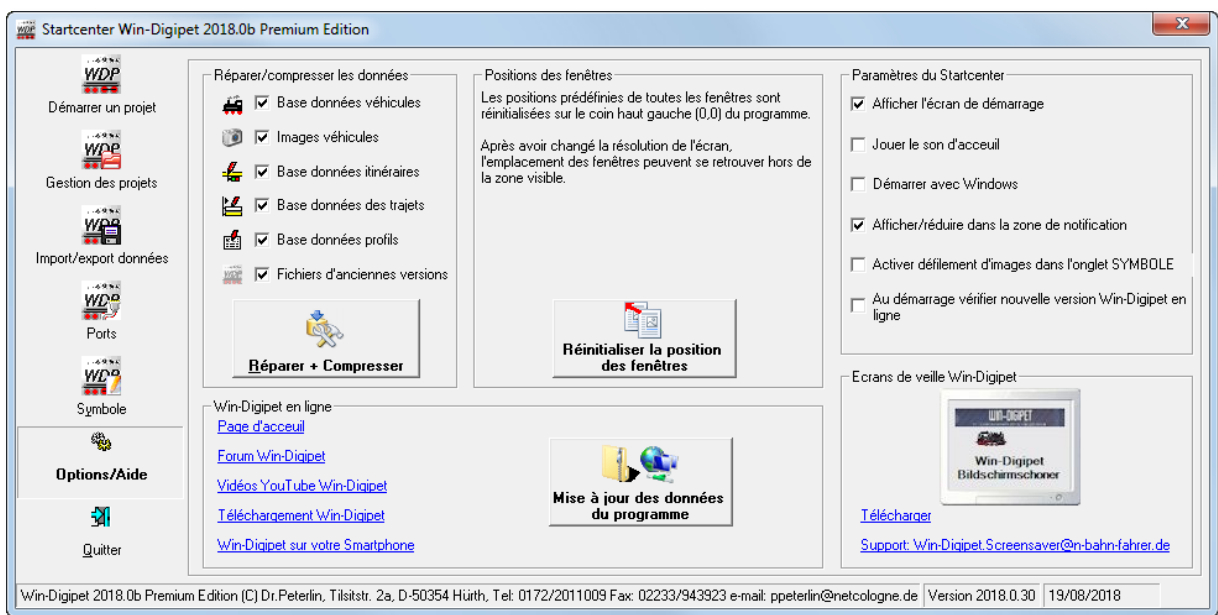 Startcenter Win-Digipet 2018.0b Premium Edition
WDP
Démarrer un projet
WDP
Gestion des projets
WDP
Import/export données
WDP
Ports
WDP
Symbole
Options/Aide
Quitter
Réparer/compresser les données
Base données véhicules
Images véhicules
Base données itinéraires
Base données des trajets
Base données profils
Fichiers d'anciennes versions
Réparer + Compresser
Positions des fenêtres
Les positions prédéfinies de toutes les fenêtres sont
réinitialisées sur le coin haut gauche (0,0) du programme.
Après avoir changé la résolution de l'écran,
l'emplacement des fenêtres peuvent se retrouver hors de
la zone visible.
Réinitialiser la position
des fenêtres
Paramètres du Startcenter
Afficher l'écran de démarrage
Jouer le son d'acceuil
Démarrer avec Windows
Afficher/réduire dans la zone de notification
Activer défilement d'images dans l'onglet SYMBOLE
Au démarrage vérifier nouvelle version Win-Digipet en
ligne
Win-Digipet en ligne
Page d'acceuil
Forum Win-Digipet
Vidéos YouTube Win-Digipet
Téléchargement Win-Digipet
Win-Digipet sur votre Smartphone
Mise à jour des données
du programme
Ecrans de veille Win-Digipet
WIN-DIGIPET
Win-Digipet
Bildschirmschoner
Télécharger
Support: Win-Digipet.Screensaver@n-bahn-fahrer.de
Win-Digipet 2018.0b Premium Edition (C) Dr.Peterlin, Tilsitstr. 2a, D-50354 Hürth, Tel: 0172/2011009 Fax: 02233/943923 e-mail: ppeterlin@netcologne.de Version 2018.0.30 19/08/2018